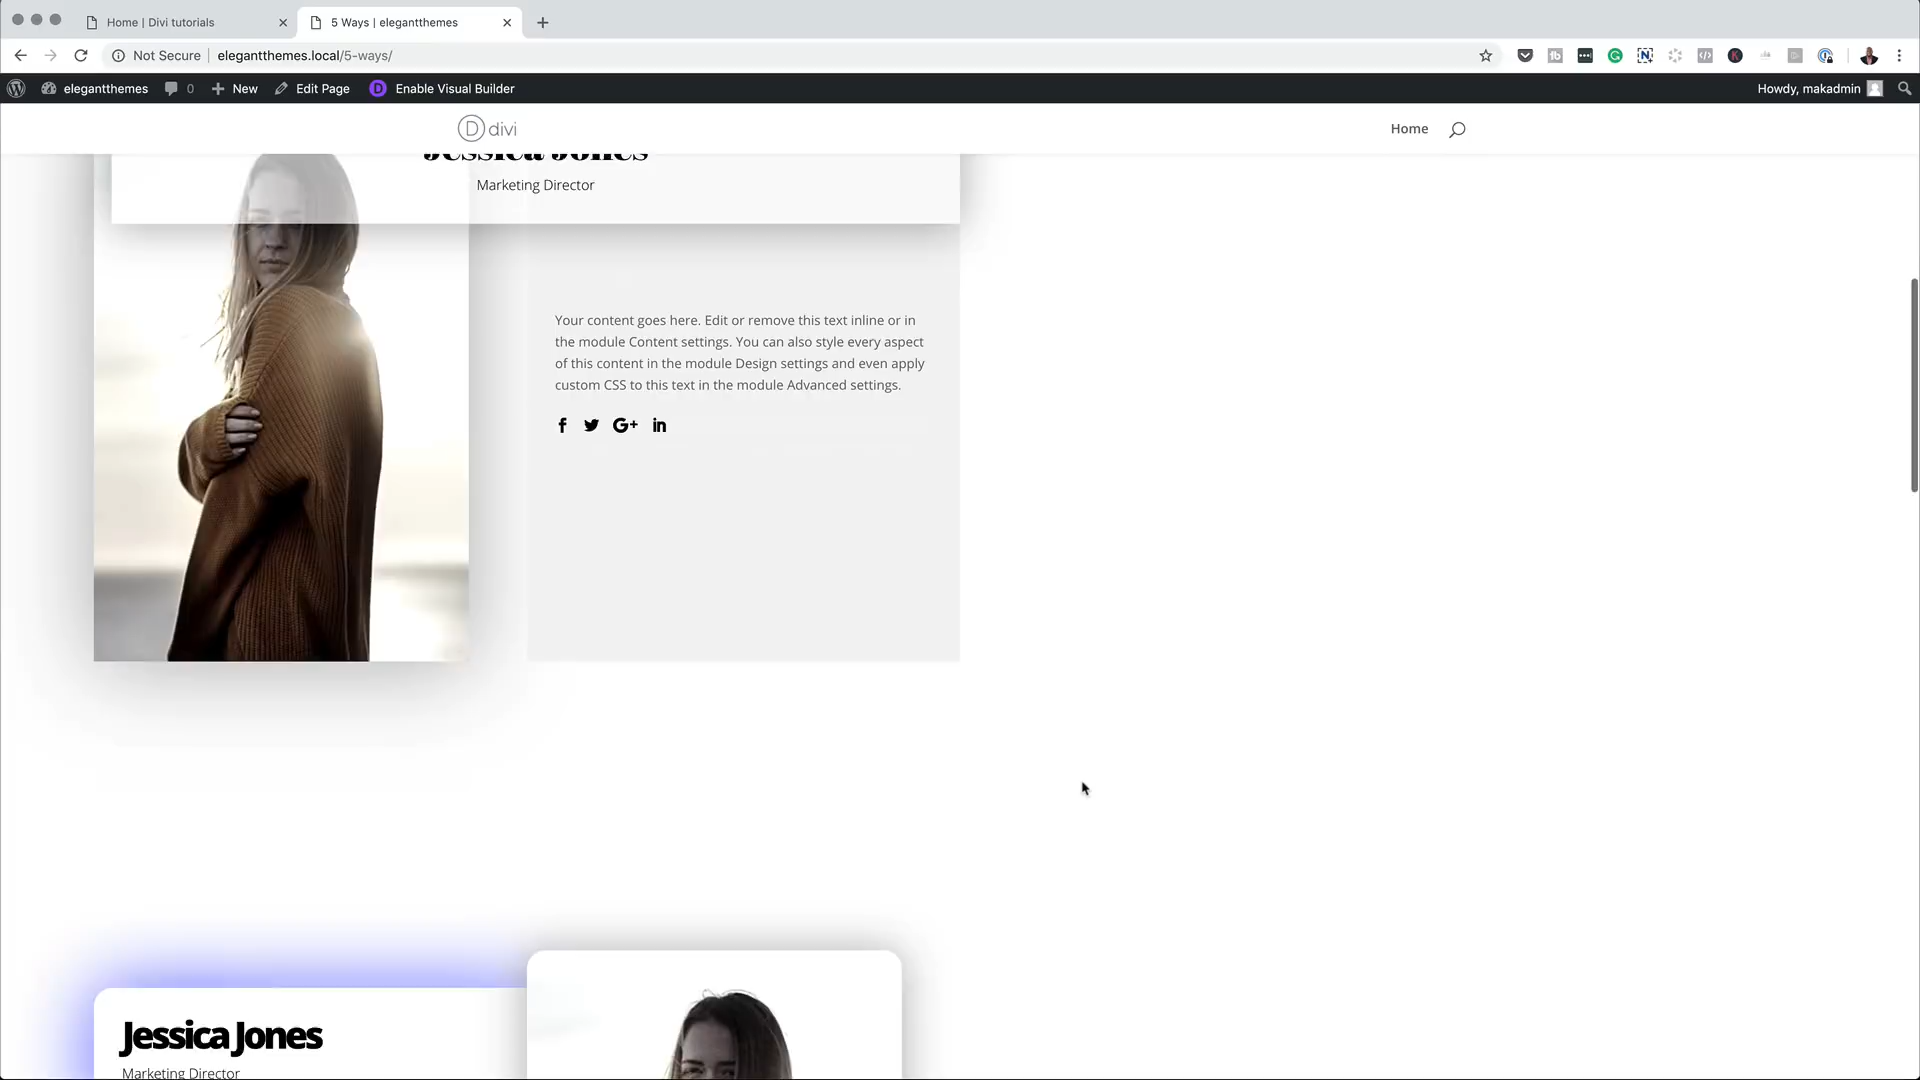 Home | Divi tutorials
5 Ways | elegantthemes
Not Secure
elegantthemes.local/5-ways/
elegantthemes
0
New
Edit Page
Enable Visual Builder
Howdy, makadmin
divi
Home
Jessica Jones
Marketing Director
Your content goes here. Edit or remove this text inline or in
the module Content settings. You can also style every aspect
of this content in the module Design settings and even apply
custom CSS to this text in the module Advanced settings.
Jessica Jones
Marketing Director